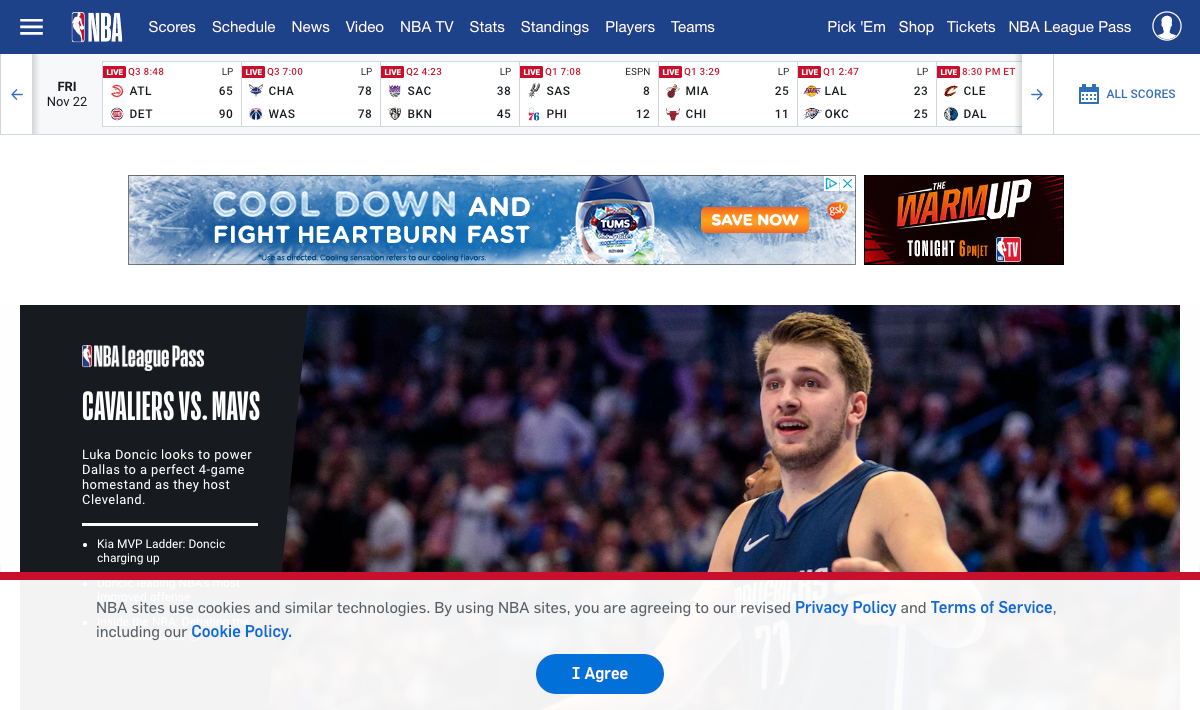 NBA
Scores Schedule News Video NBA TV Stats Standings Players Teams
Pick 'Em Shop Tickets NBA League Pass
FRI
Nov 22
LIVE Q3 8:48 LP
ATL 65
DET 90
LIVE Q3 7:00 LP
CHA 78
WAS 78
LIVE Q2 4:23 LP
SAC 38
BKN 45
LIVE Q1 7:08 ESPN
SAS 8
PHI 12
LIVE Q1 3:29 LP
MIA 25
CHI 11
LIVE Q1 2:47 LP
LAL 23
OKC 25
LIVE 8:30 PM ET
CLE
DAL
ALL SCORES
COOL DOWN AND
FIGHT HEARTBURN FAST
*Use as directed. Cooling sensation refers to our cooling flavors.
TUMS
SAVE NOW
gsk
THE
WARMUP
TONIGHT 6PM|ET
TV
NBA League Pass
CAVALIERS VS. MAVS
Luka Doncic looks to power
Dallas to a perfect 4-game
homestand as they host
Cleveland.
Kia MVP Ladder: Doncic
charging up
Doncic leading NBA's most
improved offense
NBA sites use cookies and similar technologies. By using NBA sites, you are agreeing to our revised Privacy Policy and Terms of Service,
including our Cookie Policy.
I Agree